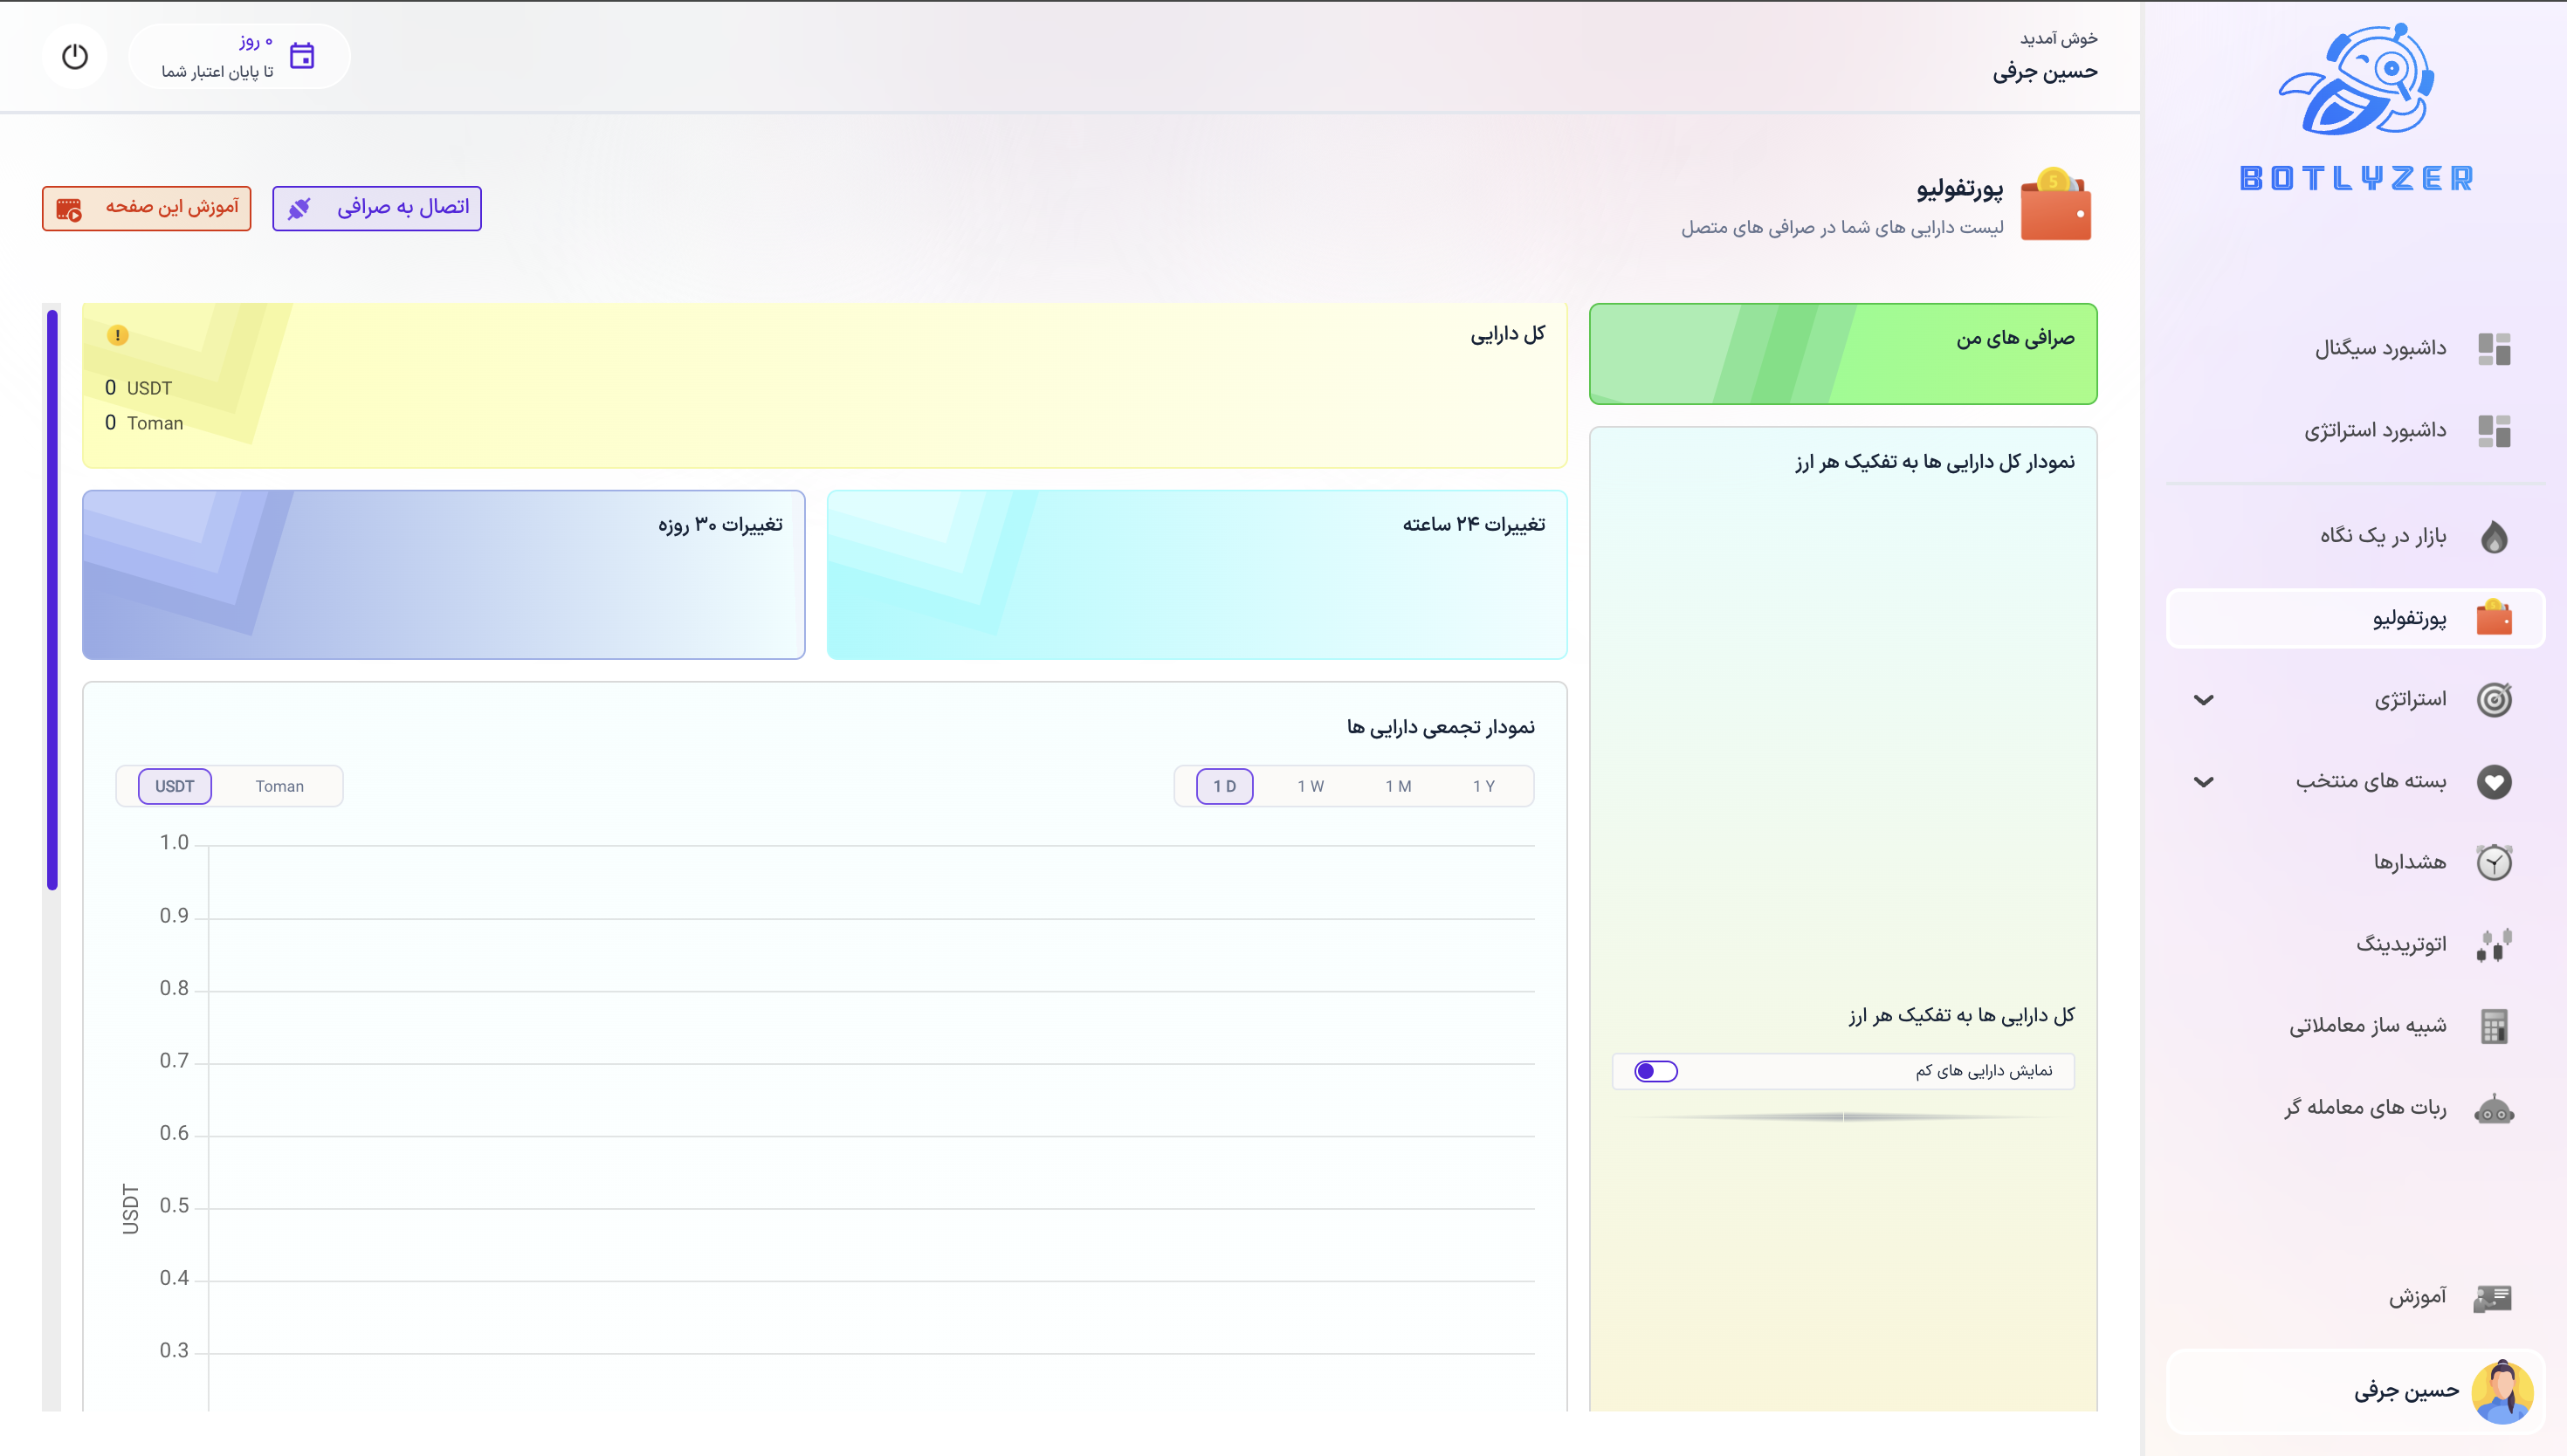 BOTLYZER
داشبورد سیگنال
داشبورد استراتژی
بازار در یک نگاه
پورتفولیو
استراتژی
بسته های منتخب
هشدارها
اتوتریدینگ
شبیه ساز معاملاتی
ربات های معامله گر
آموزش
حسین جرفی
خوش آمدید
حسین جرفی
۰ روز
تا پایان اعتبار شما
پورتفولیو
لیست دارایی های شما در صرافی های متصل
اتصال به صرافی
آموزش این صفحه
صرافی های من
نمودار کل دارایی ها به تفکیک هر ارز
کل دارایی ها به تفکیک هر ارز
نمایش دارایی های کم
کل دارایی
0 USDT
0 Toman
تغییرات ۲۴ ساعته
تغییرات ۳۰ روزه
نمودار تجمعی دارایی ها
1 D 1 W 1 M 1 Y
USDT Toman
1.0
0.9
0.8
0.7
0.6
0.5
0.4
0.3
USDT